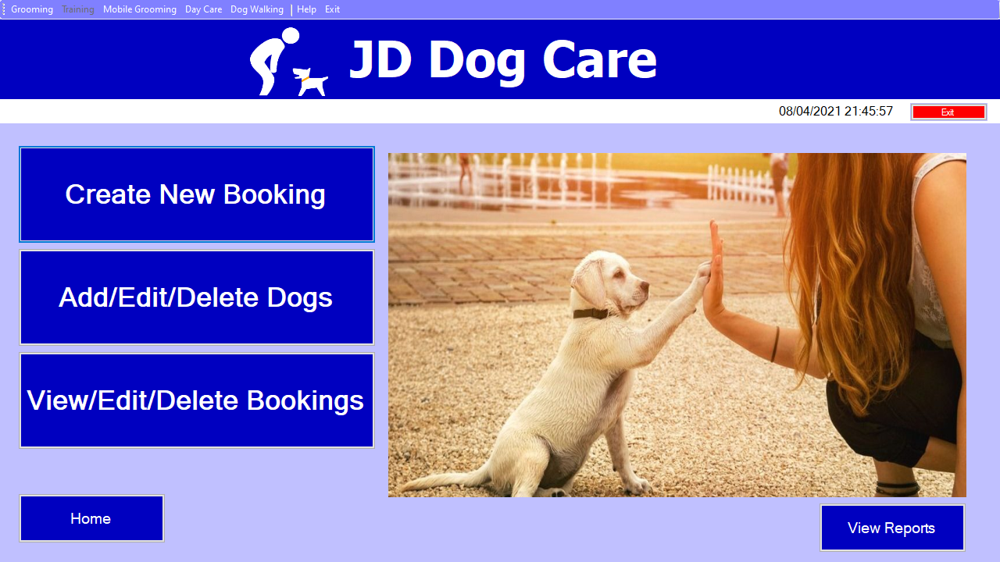 Grooming Training Mobile Grooming Day Care Dog Walking Help Exit
JD Dog Care
08/04/2021 21:45:57 Exit
Create New Booking
Add/Edit/Delete Dogs
View/Edit/Delete Bookings
Home
View Reports